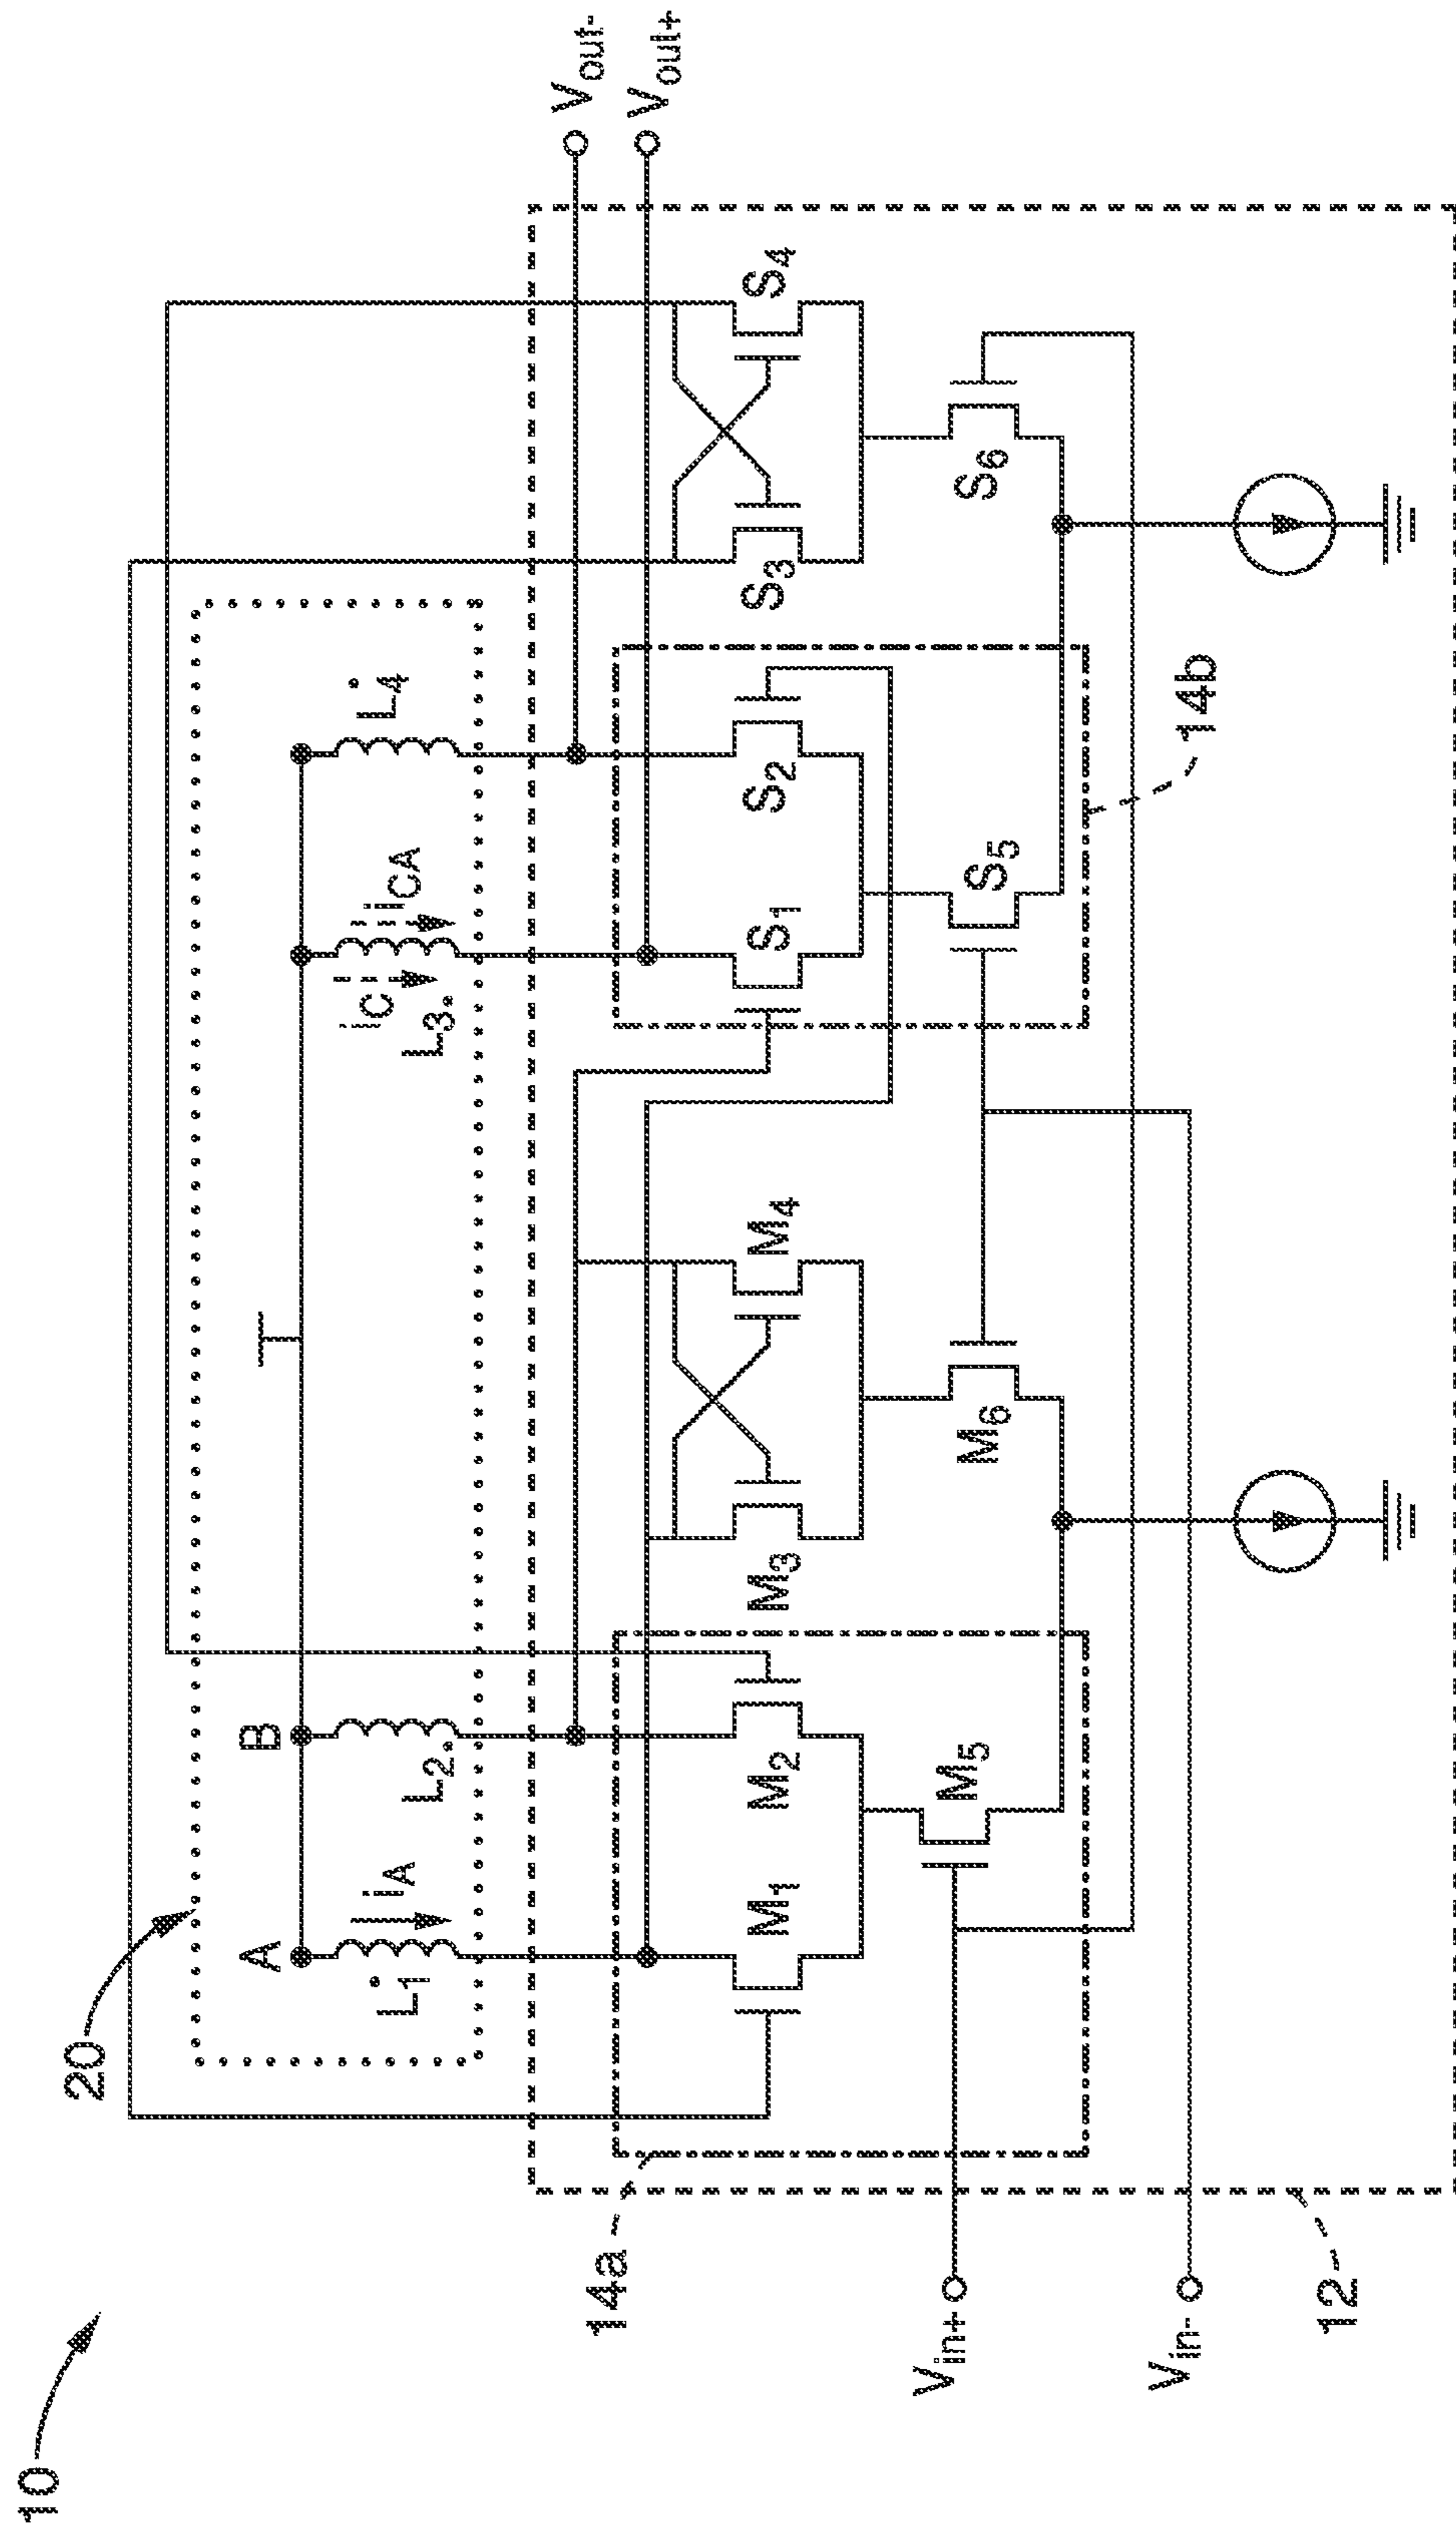 10
20
A
B
L1
iA
L2
L3
iC
iCA
L4
Vout-
Vout+
14a
M1
M2
M3
M4
S1
S2
S3
S4
M5
M6
S5
S6
14b
Vin+
Vin-
12